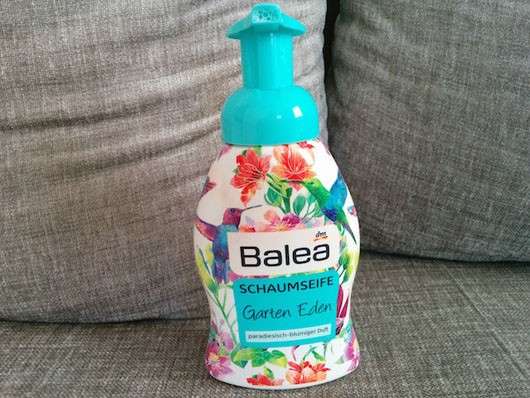 dm
Balea
SCHAUMSEIFE
Garten Eden
paradiesisch-blumiger Duft